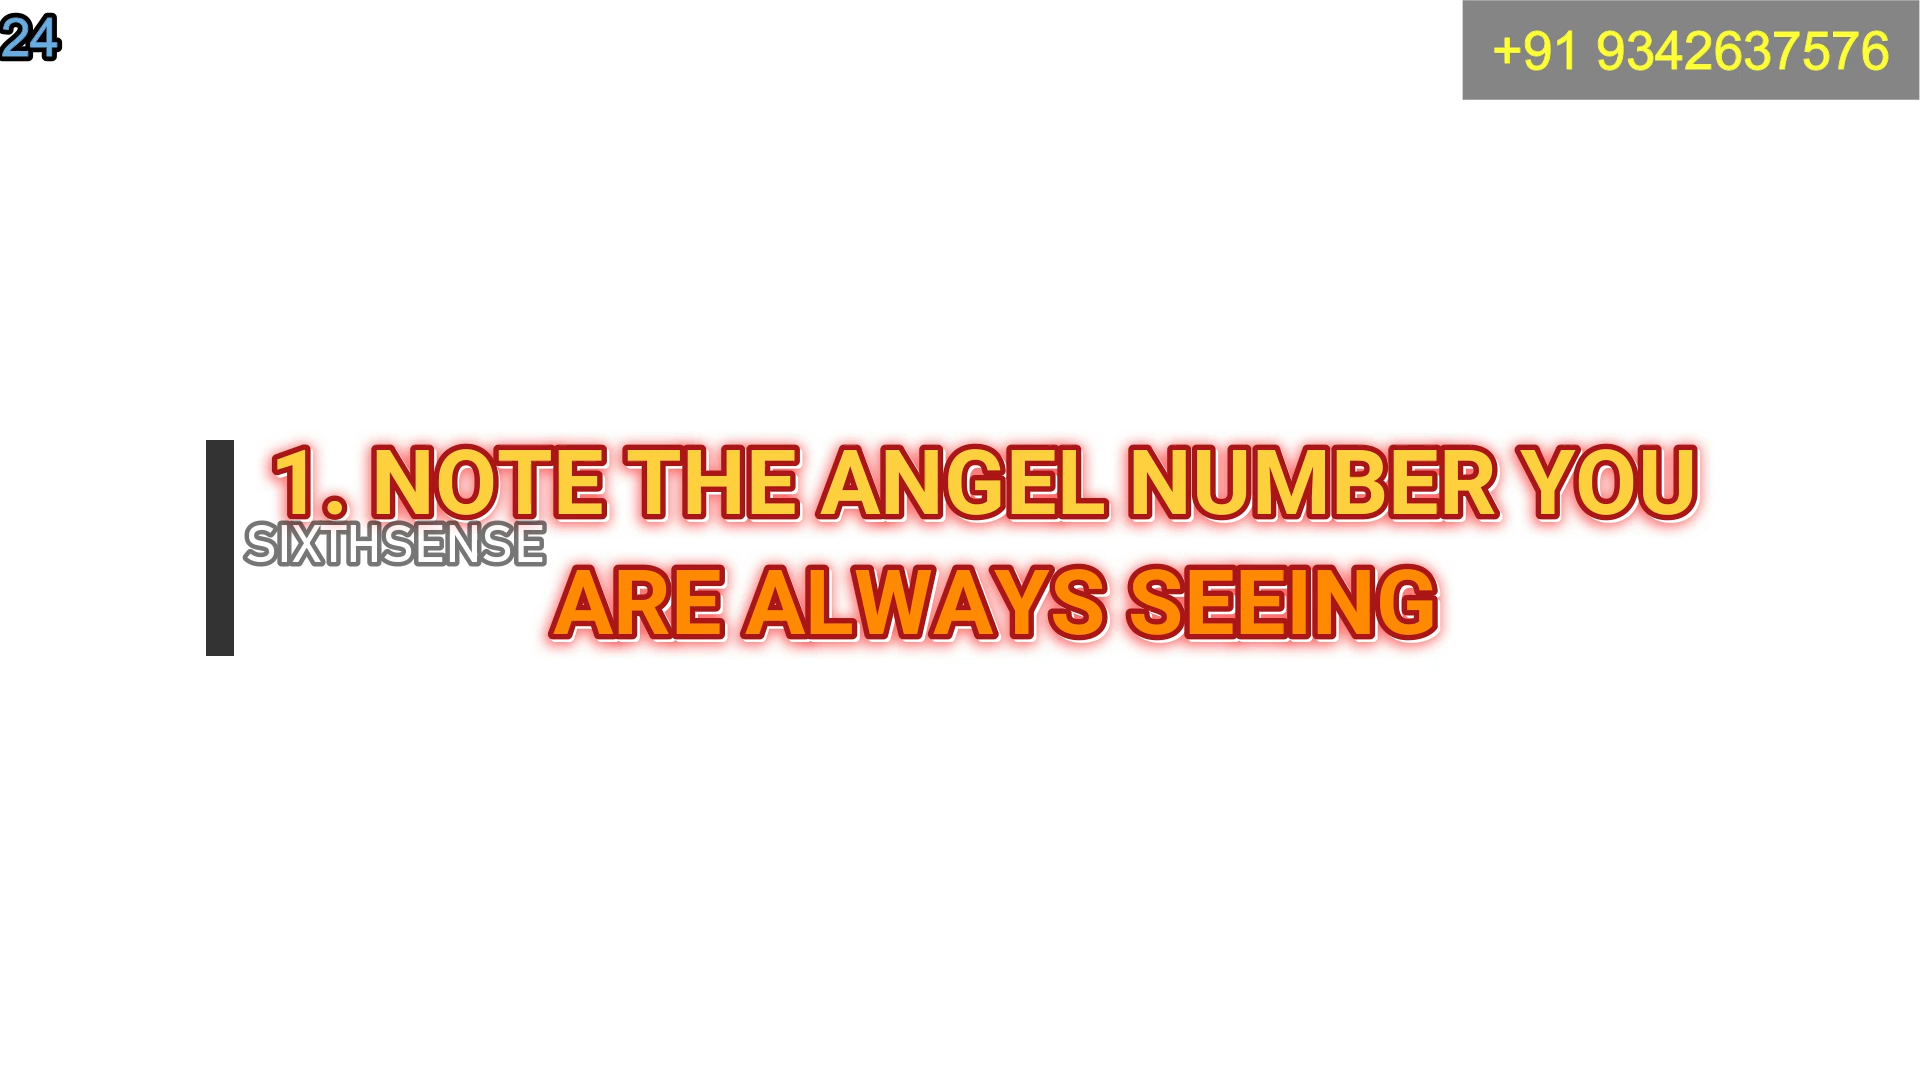 24
+91 9342637576
1. NOTE THE ANGEL NUMBER YOU
SIXTHSENSE
ARE ALWAYS SEEING